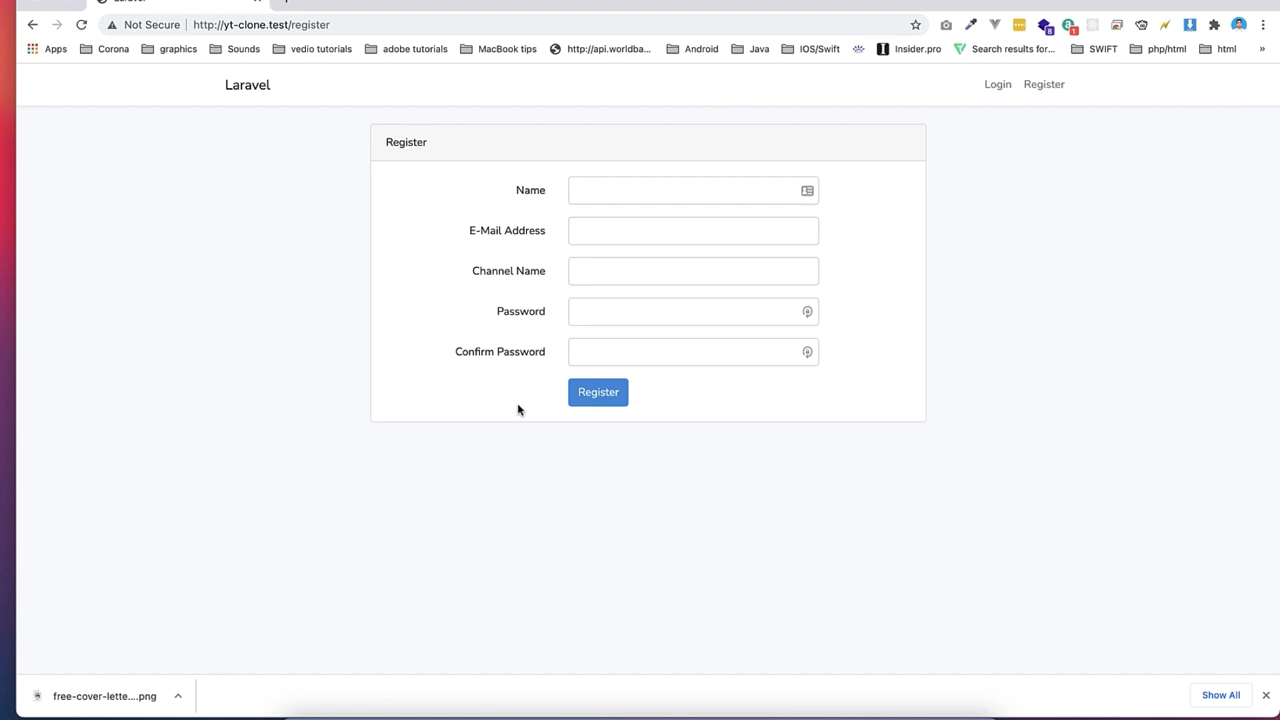 Not Secure http://yt-clone.test/register
Apps Corona graphics Sounds vedio tutorials adobe tutorials MacBook tips http://api.worldba... Android Java IOS/Swift Insider.pro Search results for... SWIFT php/html html »
Laravel Login Register
Register
Name
E-Mail Address
Channel Name
Password
Confirm Password
Register
free-cover-lette....png Show All